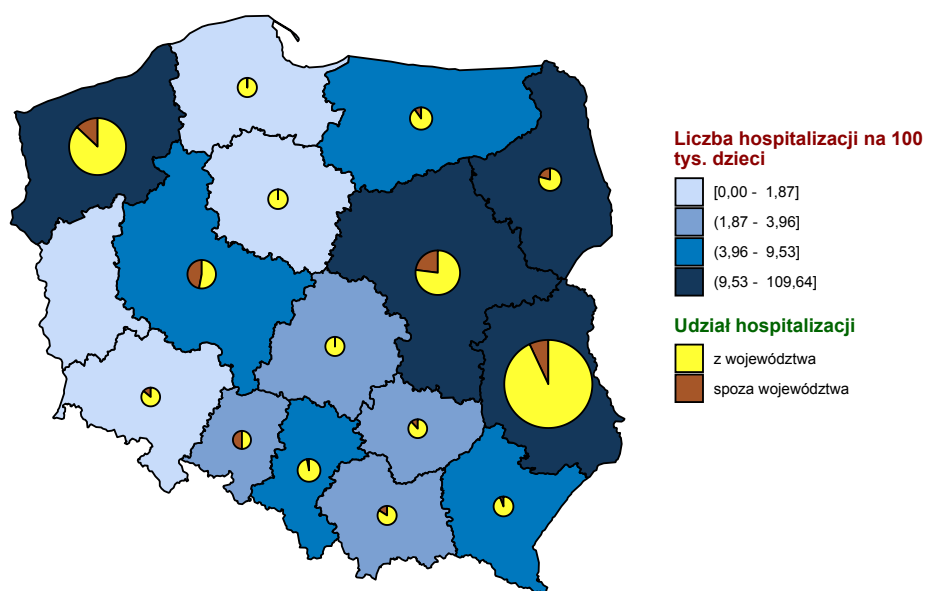 Liczba hospitalizacji na 100
tys. dzieci
[0,00 - 1,87]
(1,87 - 3,96]
(3,96 - 9,53]
(9,53 - 109,64]
Udział hospitalizacji
z województwa
spoza województwa